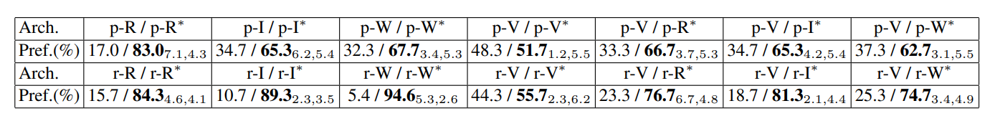 Arch. p-R / p-R* p-I / p-I* p-W / p-W* p-V / p-V* p-V / p-R* p-V / p-I* p-V / p-W*
Pref.(%) 17.0 / 83.0 7.1,4.3 34.7 / 65.3 6.2,5.4 32.3 / 67.7 3.4,5.3 48.3 / 51.7 1.2,5.5 33.3 / 66.7 3.7,5.3 34.7 / 65.3 4.2,5.4 37.3 / 62.7 3.1,5.5
Arch. r-R / r-R* r-I / r-I* r-W / r-W* r-V / r-V* r-V / r-R* r-V / r-I* r-V / r-W*
Pref.(%) 15.7 / 84.3 4.6,4.1 10.7 / 89.3 2.3,3.5 5.4 / 94.6 5.3,2.6 44.3 / 55.7 2.3,6.2 23.3 / 76.7 6.7,4.8 18.7 / 81.3 2.1,4.4 25.3 / 74.7 3.4,4.9